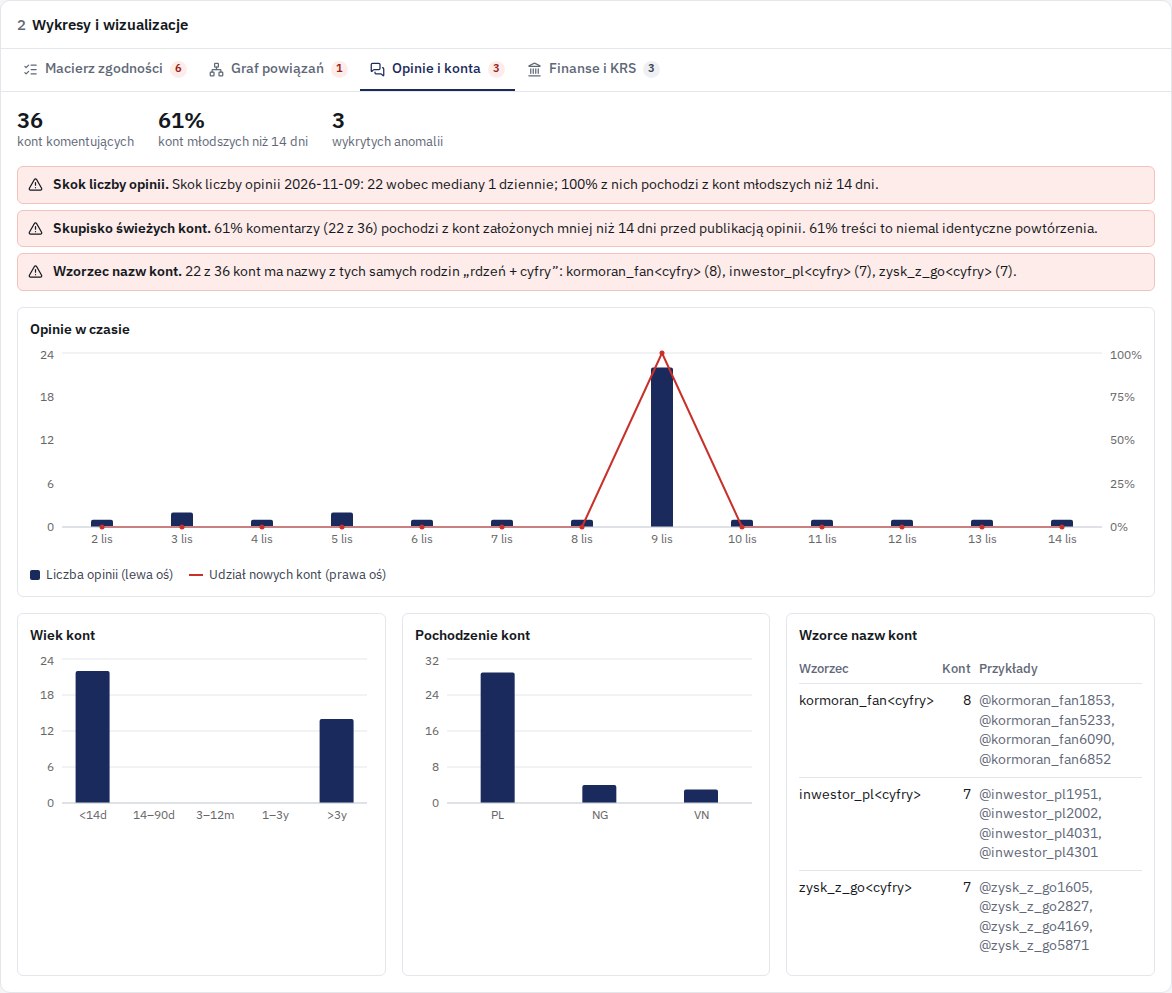 2 Wykresy i wizualizacje
Macierz zgodności 6 Graf powiązań 1 Opinie i konta 3 Finanse i KRS 3
36 61% 3
kont komentujących kont młodszych niż 14 dni wykrytych anomalii
Skok liczby opinii. Skok liczby opinii 2026-11-09: 22 wobec mediany 1 dziennie; 100% z nich pochodzi z kont młodszych niż 14 dni.
Skupisko świeżych kont. 61% komentarzy (22 z 36) pochodzi z kont założonych mniej niż 14 dni przed publikacją opinii. 61% treści to niemal identyczne powtórzenia.
Wzorzec nazw kont. 22 z 36 kont ma nazwy z tych samych rodzin „rdzeń + cyfry”: kormoran_fan<cyfry> (8), inwestor_pl<cyfry> (7), zysk_z_go<cyfry> (7).
Opinie w czasie
24 100%
18 75%
12 50%
6 25%
0 0%
2 lis 3 lis 4 lis 5 lis 6 lis 7 lis 8 lis 9 lis 10 lis 11 lis 12 lis 13 lis 14 lis
Liczba opinii (lewa oś) Udział nowych kont (prawa oś)
Wiek kont
24
18
12
6
0
<14d 14–90d 3–12m 1–3y >3y
Pochodzenie kont
32
24
16
8
0
PL NG VN
Wzorce nazw kont
Wzorzec Kont Przykłady
kormoran_fan<cyfry> 8 @kormoran_fan1853,
@kormoran_fan5233,
@kormoran_fan6090,
@kormoran_fan6852
inwestor_pl<cyfry> 7 @inwestor_pl1951,
@inwestor_pl2002,
@inwestor_pl4031,
@inwestor_pl4301
zysk_z_go<cyfry> 7 @zysk_z_go1605,
@zysk_z_go2827,
@zysk_z_go4169,
@zysk_z_go5871